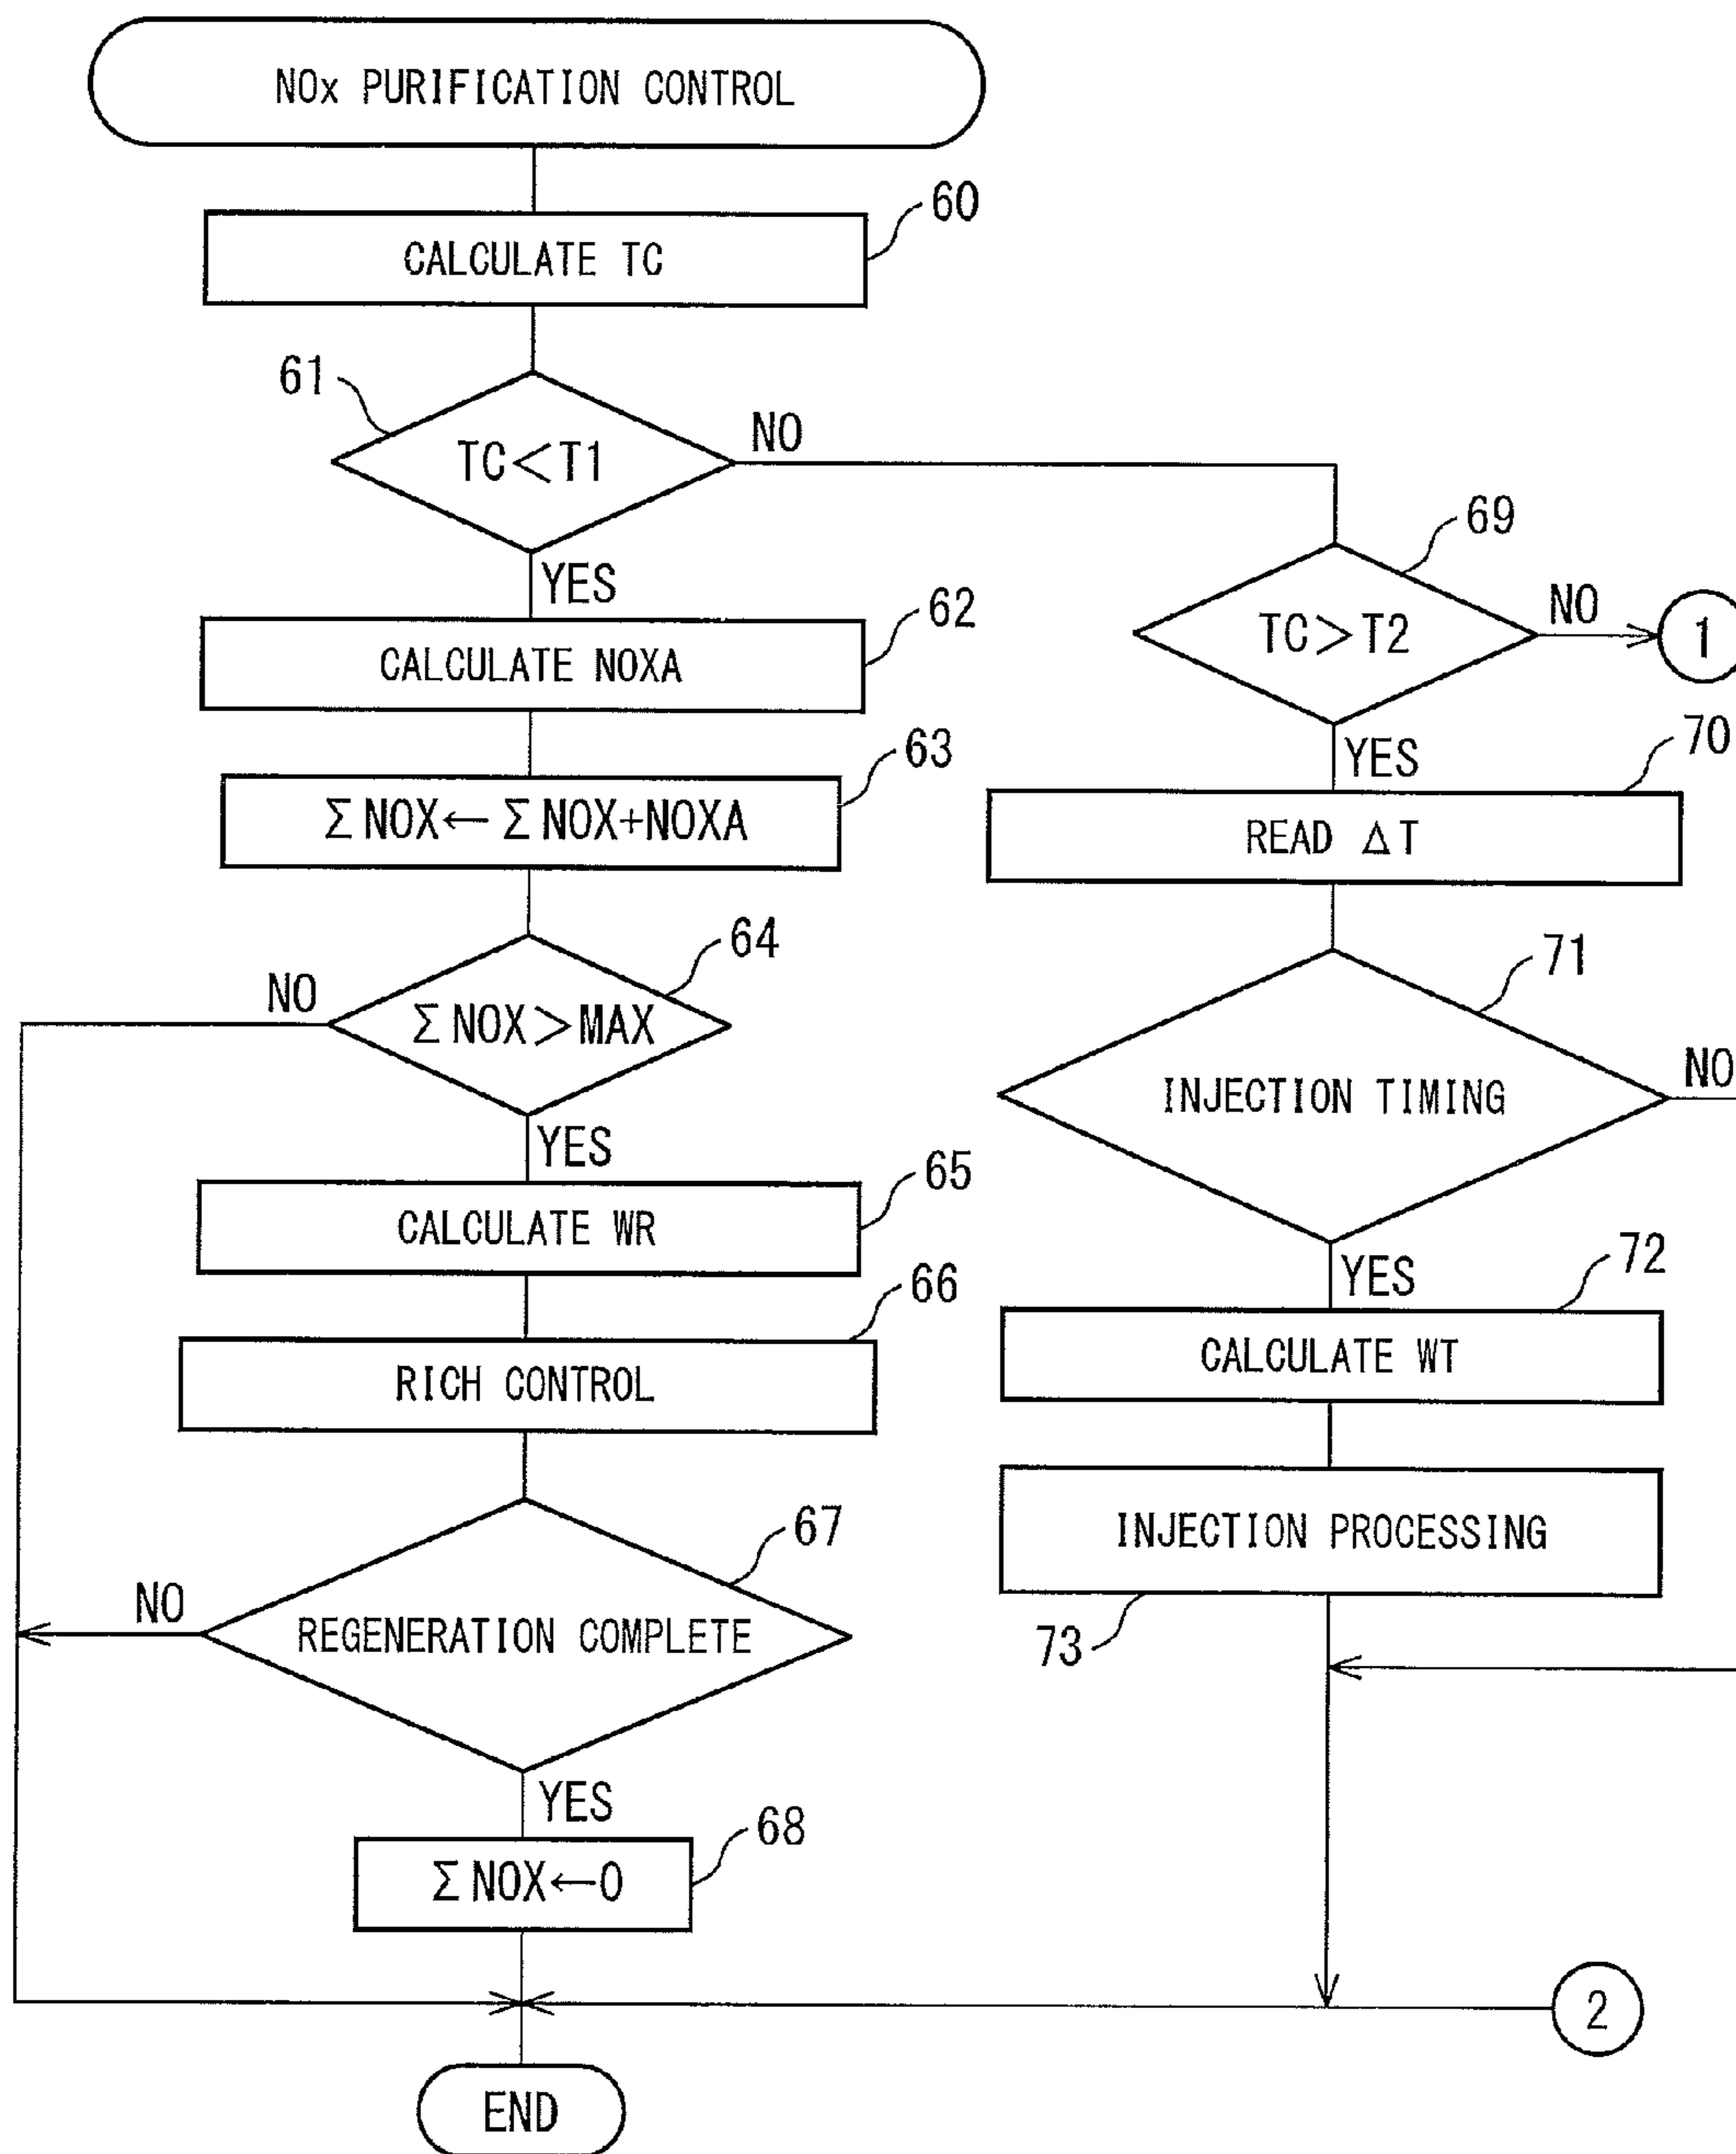 NOx PURIFICATION CONTROL
60
CALCULATE TC
61
TC<T1
NO
YES
62
CALCULATE NOXA
63
ΣNOX←ΣNOX+NOXA
64
NO
ΣNOX>MAX
YES
65
CALCULATE WR
66
RICH CONTROL
67
NO
REGENERATION COMPLETE
YES
68
ΣNOX←0
END
69
TC>T2
NO
1
YES
70
READ ΔT
71
INJECTION TIMING
NO
YES
72
CALCULATE WT
INJECTION PROCESSING
73
2